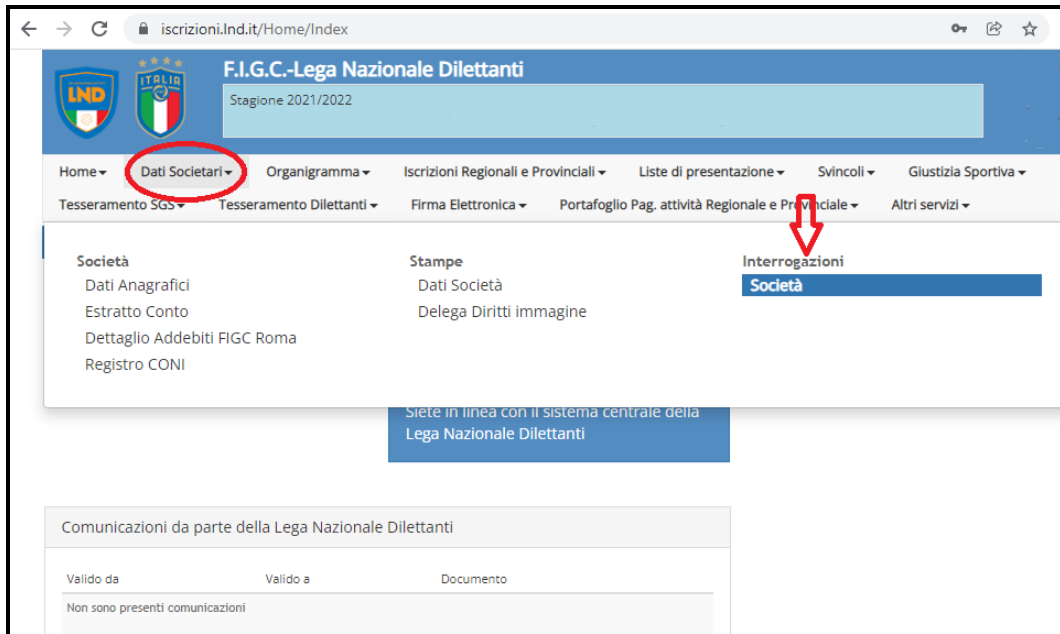 iscrizioni.lnd.it/Home/Index
LND
ITALIA
F.I.G.C.-Lega Nazionale Dilettanti
Stagione 2021/2022
Home Dati Societari Organigramma Iscrizioni Regionali e Provinciali Liste di presentazione Svincoli Giustizia Sportiva
Tesseramento SGS Tesseramento Dilettanti Firma Elettronica Portafoglio Pag. attività Regionale e Provinciale Altri servizi
Società
Dati Anagrafici
Estratto Conto
Dettaglio Addebiti FIGC Roma
Registro CONI
Stampe
Dati Società
Delega Diritti immagine
Interrogazioni
Società
Siete in linea con il sistema centrale della
Lega Nazionale Dilettanti
Comunicazioni da parte della Lega Nazionale Dilettanti
Valido da Valido a Documento
Non sono presenti comunicazioni